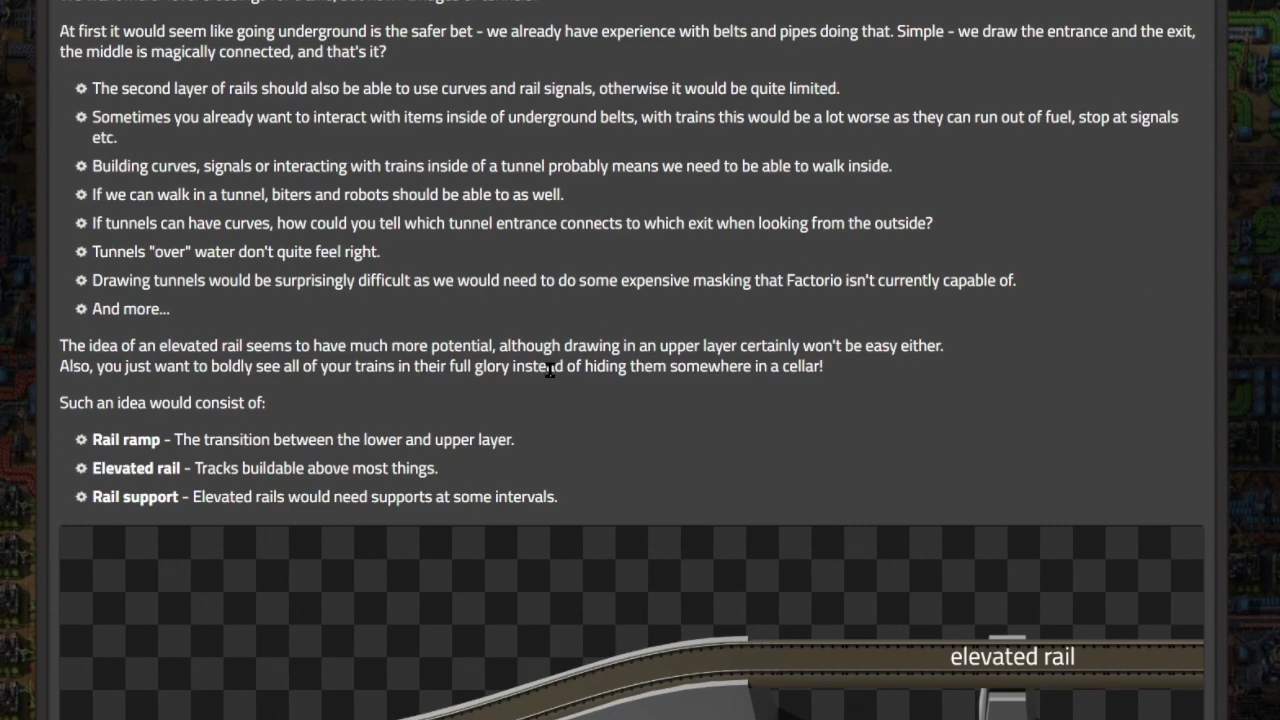 At first it would seem like going underground is the safer bet - we already have experience with belts and pipes doing that. Simple - we draw the entrance and the exit,
the middle is magically connected, and that's it?
The second layer of rails should also be able to use curves and rail signals, otherwise it would be quite limited.
Sometimes you already want to interact with items inside of underground belts, with trains this would be a lot worse as they can run out of fuel, stop at signals
etc.
Building curves, signals or interacting with trains inside of a tunnel probably means we need to be able to walk inside.
If we can walk in a tunnel, biters and robots should be able to as well.
If tunnels can have curves, how could you tell which tunnel entrance connects to which exit when looking from the outside?
Tunnels "over" water don't quite feel right.
Drawing tunnels would be surprisingly difficult as we would need to do some expensive masking that Factorio isn't currently capable of.
And more...
The idea of an elevated rail seems to have much more potential, although drawing in an upper layer certainly won't be easy either.
Also, you just want to boldly see all of your trains in their full glory instead of hiding them somewhere in a cellar!
Such an idea would consist of:
Rail ramp - The transition between the lower and upper layer.
Elevated rail - Tracks buildable above most things.
Rail support - Elevated rails would need supports at some intervals.
elevated rail